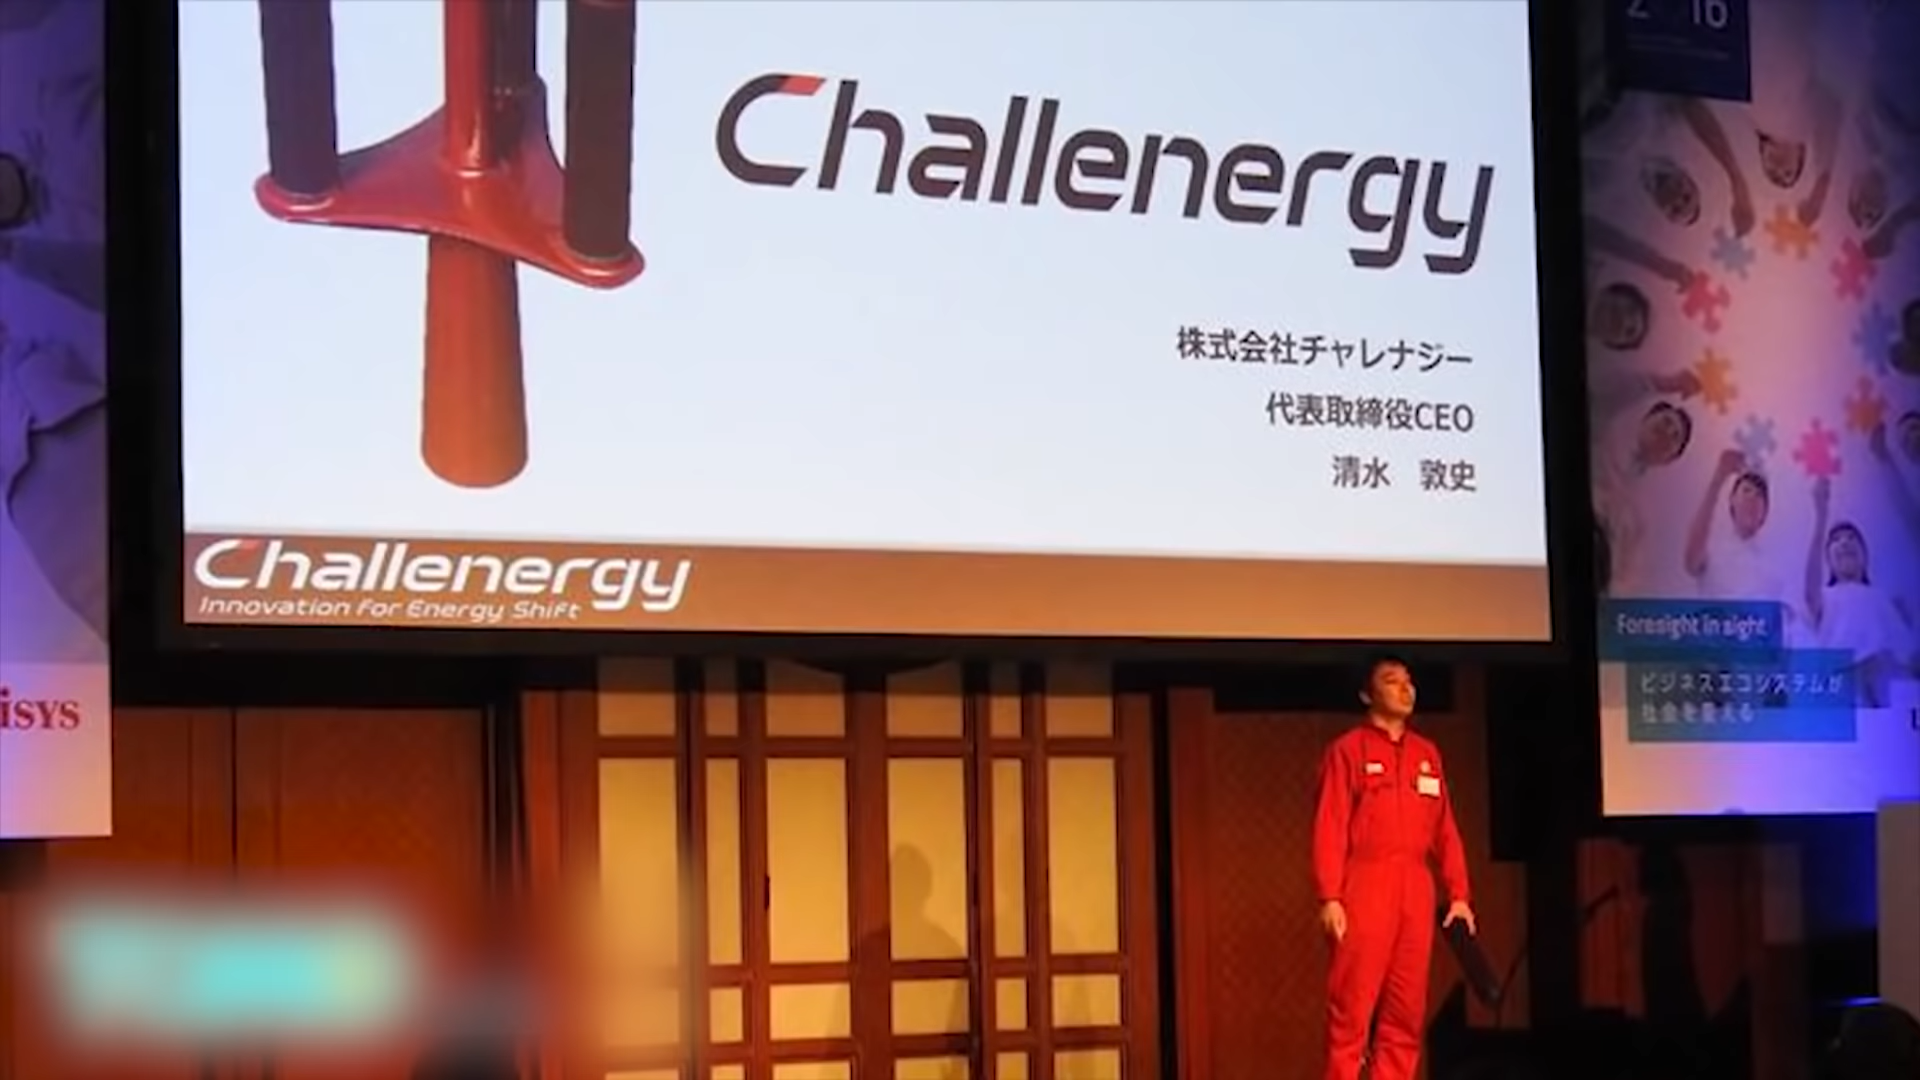 Challenergy
株式会社チャレナジー
代表取締役CEO
清水 敦史
Challenergy
Innovation for Energy Shift
isys
Foresight in sight
ビジネスエコシステムが
社会を変える